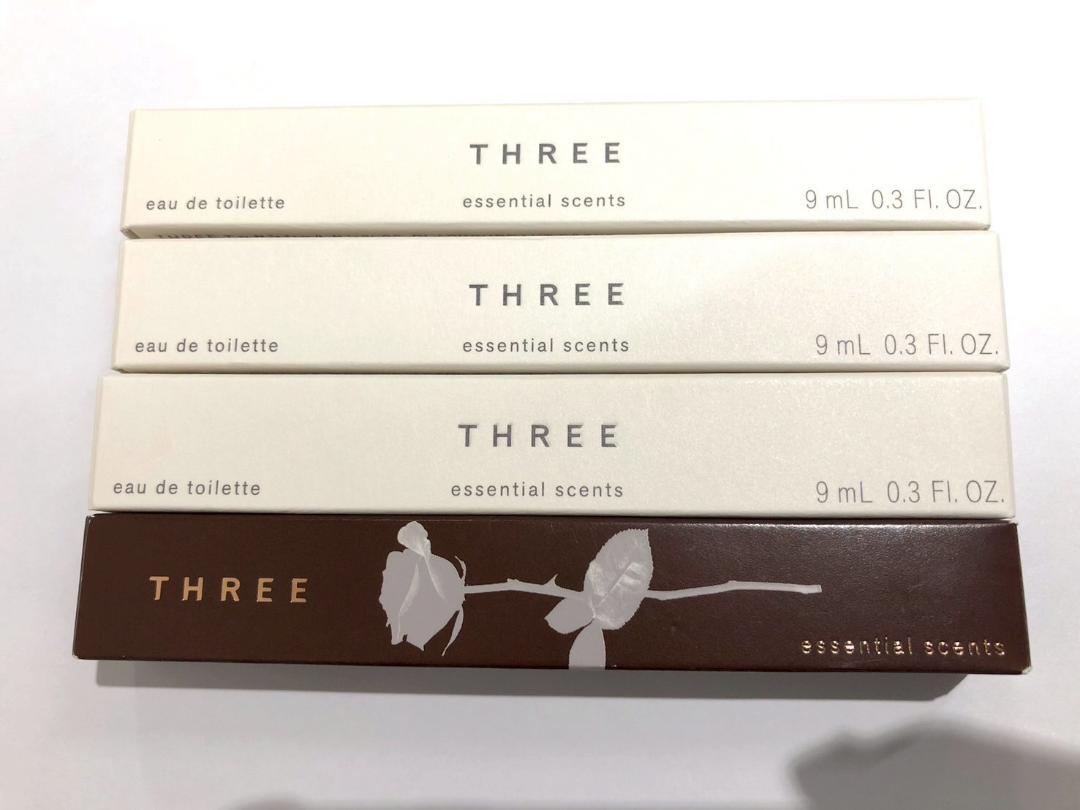 THREE
eau de toilette essential scents 9 mL 0.3 Fl. OZ.
THREE
eau de toilette essential scents 9 mL 0.3 Fl. OZ.
THREE
eau de toilette essential scents 9 mL 0.3 Fl. OZ.
THREE
essential scents